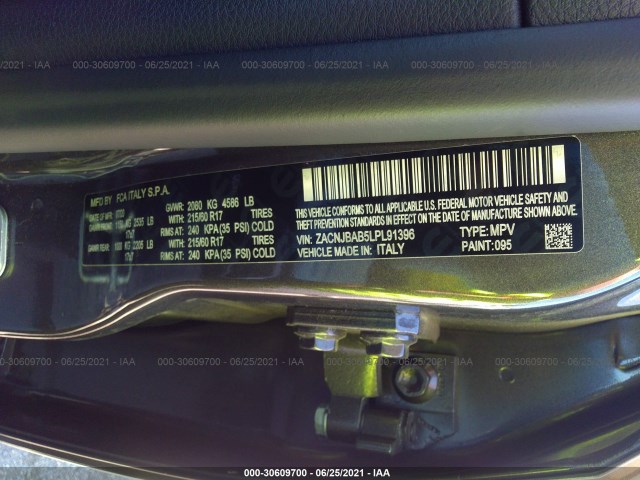 000-30609700 - 06/25/2021 - IAA
000-30609700 - 06/25/2021 - IAA
000-30609700 - 06/25/2021 - IAA
MFD BY: FCA ITALY S.P.A.
GVWR: 2080 KG 4586 LB
LB
WITH: 215/60 R17 TIRES
RIMS AT: 240 KPA (35 PSI) COLD
LB
WITH: 215/60 R17 TIRES
RIMS AT: 240 KPA (35 PSI) COLD
THIS VEHICLE CONFORMS TO ALL APPLICABLE
FEDERAL MOTOR VEHICLE SAFETY,
BUMPER, AND THEFT PREVENTION STANDARDS
IN EFFECT ON THE DATE OF MANUFACTURE
SHOWN ABOVE.
VIN: ZACNJBAB5LPL91396 TYPE: MPV
VEHICLE MADE IN: ITALY PAINT: 095
000-30609700 - 06/25/2021 - IAA
000-30609700 - 06/25/2021 - IAA
000-30609700 - 06/25/2021 - IAA
000-30609700 - 06/25/2021 - IAA